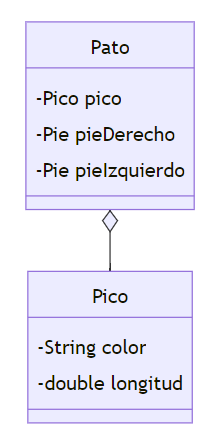 Pato
-Pico pico
-Pie pieDerecho
-Pie pieIzquierdo
Pico
-String color
-double longitud